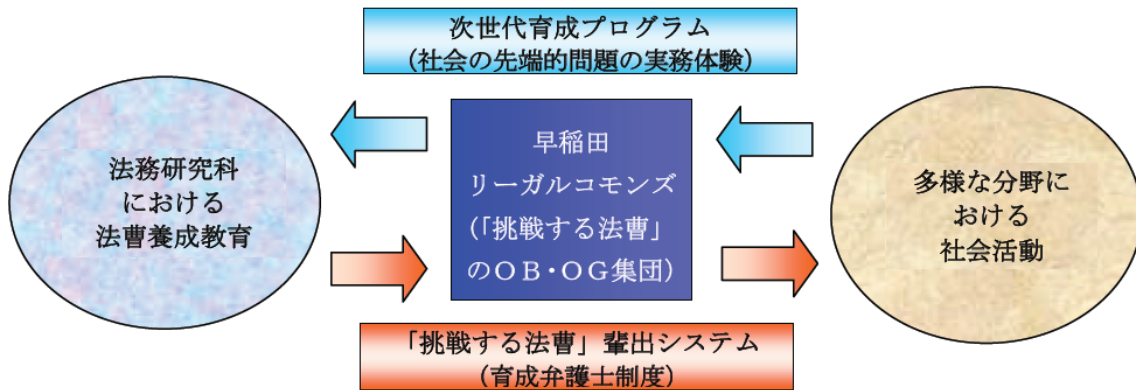 次世代育成プログラム
(社会の先端的問題の実務体験)
法務研究科
における
法曹養成教育
早稲田
リーガルコモンズ
(「挑戦する法曹」
のＯＢ・ＯＧ集団)
多様な分野に
おける
社会活動
「挑戦する法曹」輩出システム
(育成弁護士制度)